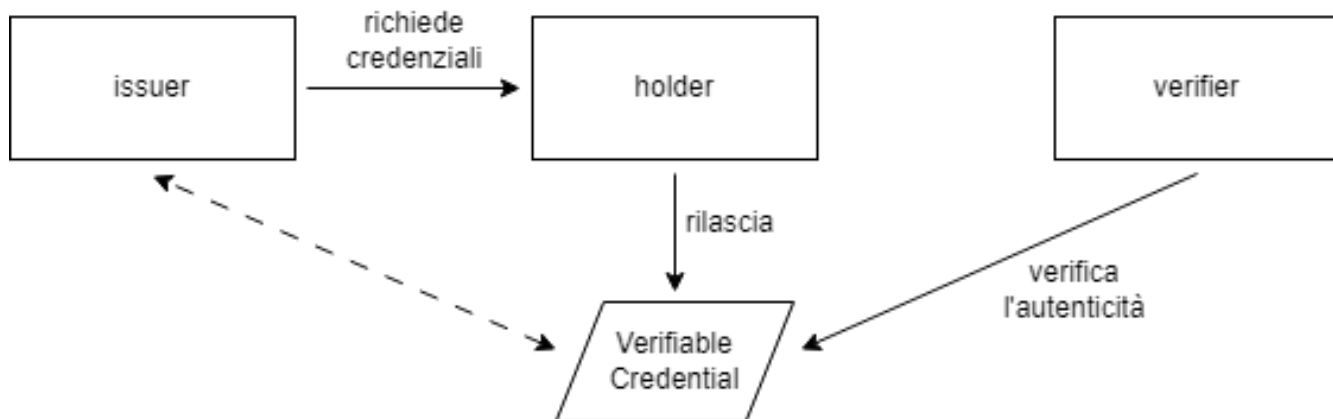 richiede
credenziali
issuer
holder
verifier
rilascia
verifica
l'autenticità
Verifiable
Credential